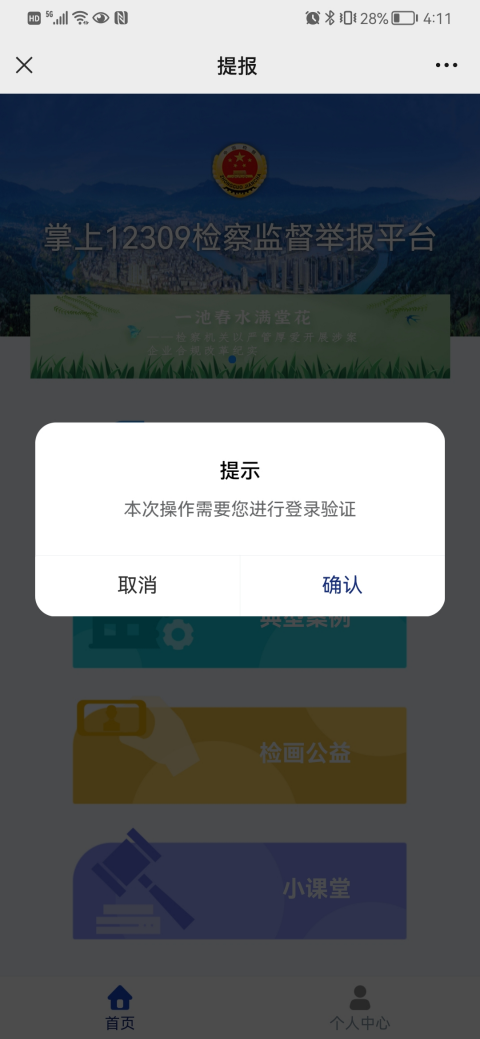 HD 5G 28% 4:11
提报
掌上12309检察监督举报平台
一池春水满堂花
提示
本次操作需要您进行登录验证
取消
确认
典型案例
检画公益
小课堂
首页
个人中心